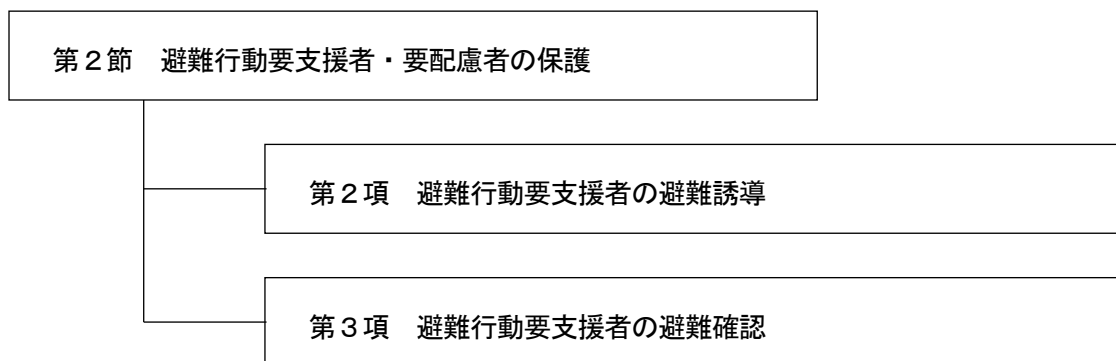 第２節　避難行動要支援者・要配慮者の保護
第２項　避難行動要支援者の避難誘導
第３項　避難行動要支援者の避難確認